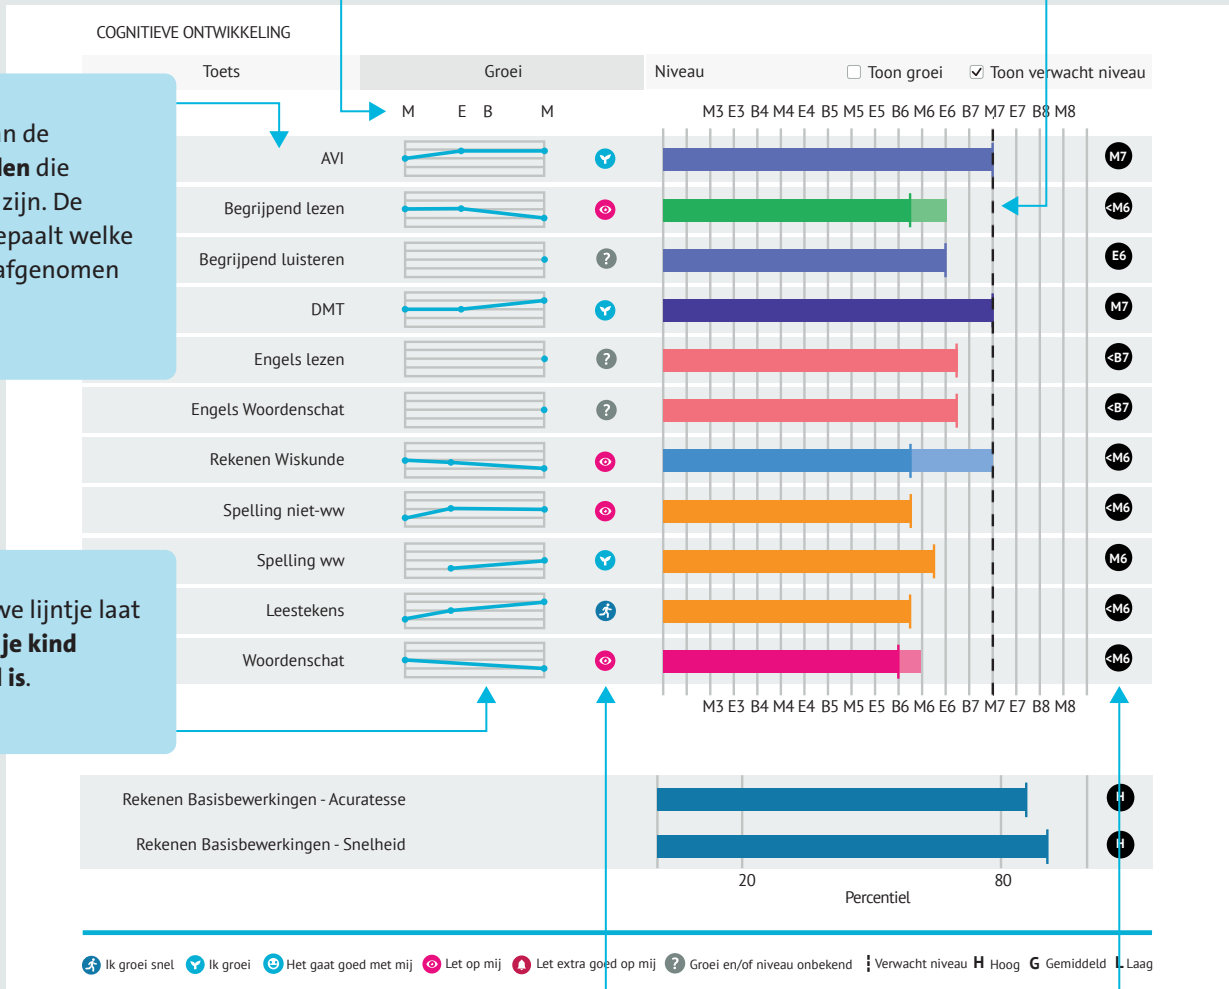 COGNITIEVE ONTWIKKELING
Toets Groei Niveau Toon groei Toon verwacht niveau
M E B M M3 E3 B4 M4 E4 B5 M5 E5 B6 M6 E6 B7 M7 E7 B8 M8
AVI M7
Begrijpend lezen <M6
Begrijpend luisteren ? E6
DMT M7
Engels lezen ? <B7
Engels Woordenschat ? <B7
Rekenen Wiskunde <M6
Spelling niet-ww <M6
Spelling ww M6
Leestekens <M6
Woordenschat <M6
M3 E3 B4 M4 E4 B5 M5 E5 B6 M6 E6 B7 M7 E7 B8 M8
an de
len die
zijn. De
epaalt welke
afgenomen
we lijntje laat
je kind
l is.
Rekenen Basisbewerkingen - Acuratesse H
Rekenen Basisbewerkingen - Snelheid H
20 80
Percentiel
Ik groei snel Ik groei Het gaat goed met mij Let op mij Let extra goed op mij ? Groei en/of niveau onbekend Verwacht niveau H Hoog G Gemiddeld L Laag